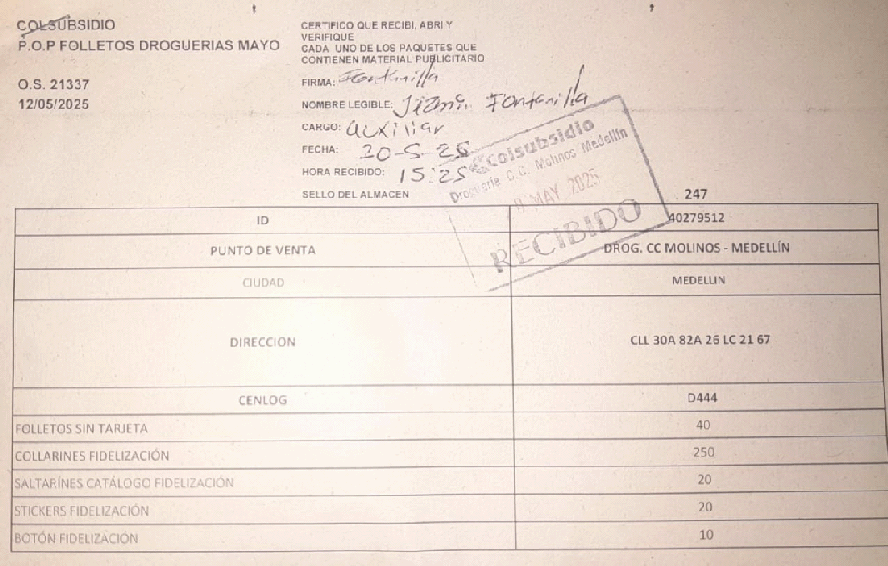 COLSUBSIDIO
P.O.P FOLLETOS DROGUERIAS MAYO
O.S. 21337
12/05/2025
CERTIFICO QUE RECIBI, ABRI Y
VERIFIQUE
CADA UNO DE LOS PAQUETES QUE
CONTIENEN MATERIAL PUBLICITARIO
FIRMA: Fontanilla
NOMBRE LEGIBLE: Fontanilla
CARGO: auxiliar
FECHA: 20-5-25
HORA RECIBIDO: 15:25
SELLO DEL ALMACEN
Colsubsidio
Droguería C.C. Molinos Medellín
MAY 2025
RECIBIDO
247
ID 40279512
PUNTO DE VENTA DROG. CC MOLINOS - MEDELLÍN
CIUDAD MEDELLIN
DIRECCION CLL 30A 82A 26 LC 21 67
CENLOG D444
FOLLETOS SIN TARJETA 40
COLLARINES FIDELIZACIÓN 250
SALTARINES CATÁLOGO FIDELIZACIÓN 20
STICKERS FIDELIZACIÓN 20
BOTÓN FIDELIZACION 10